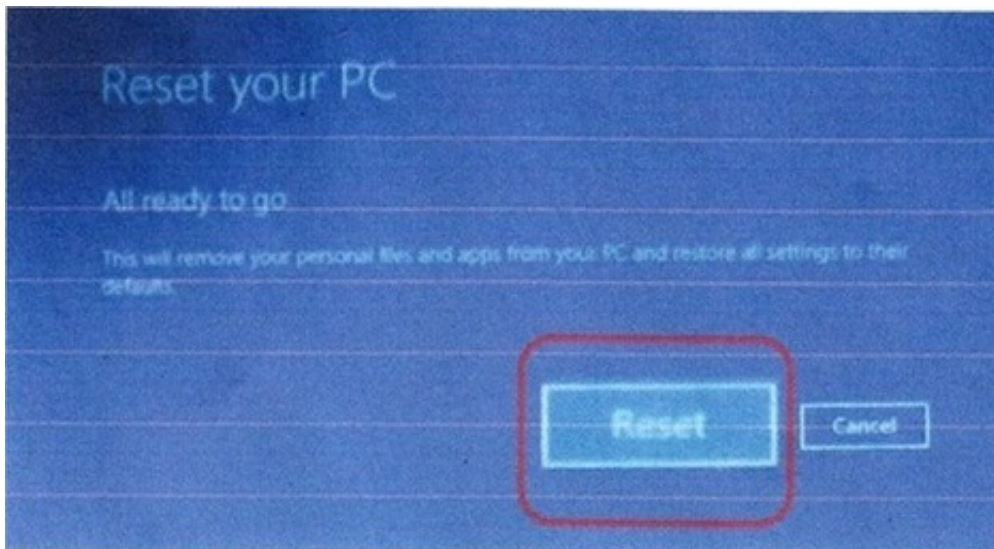 Reset your PC
All ready to go
This will remove your personal files and apps from your PC and restore all settings to their
defaults.
Reset
Cancel